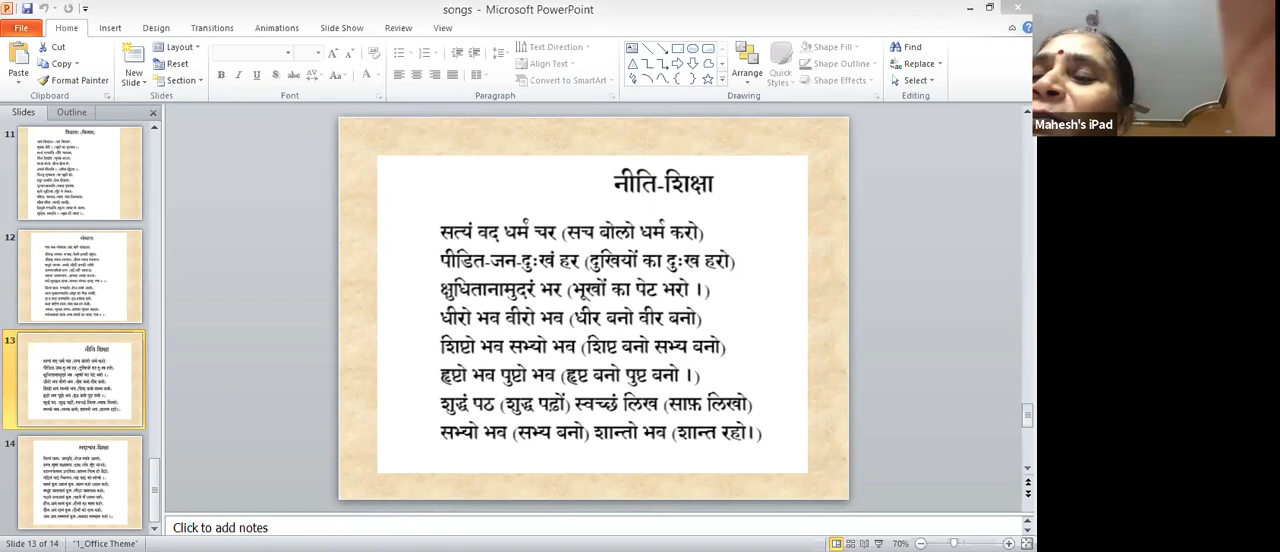 songs - Microsoft PowerPoint
File Home Insert Design Transitions Animations Slide Show Review View
Cut
Copy
Format Painter
Paste
Clipboard
New Slide
Layout
Reset
Section
Slides
Font
Text Direction
Align Text
Convert to SmartArt
Paragraph
Arrange
Quick Styles
Shape Fill
Shape Outline
Shape Effects
Drawing
Find
Replace
Select
Editing
Mahesh's iPad
Slides Outline
11
12
13
14
नीति-शिक्षा
सत्यं वद धर्मं चर (सच बोलो धर्म करो)
पीडित-जन-दुःखं हर (दुखियों का दुःख हरो)
क्षुधितानामुदरं भर (भूखों का पेट भरो ।)
धीरो भव वीरो भव (धीर बनो वीर बनो)
शिष्टो भव सभ्यो भव (शिष्ट बनो सभ्य बनो)
हृष्टो भव पुष्टो भव (हृष्ट बनो पुष्ट बनो ।)
शुद्धं पठ (शुद्ध पढ़ों) स्वच्छं लिख (साफ़ लिखो)
सभ्यो भव (सभ्य बनो) शान्तो भव (शान्त रहो।)
Click to add notes
Slide 13 of 14 "1_Office Theme" 70%